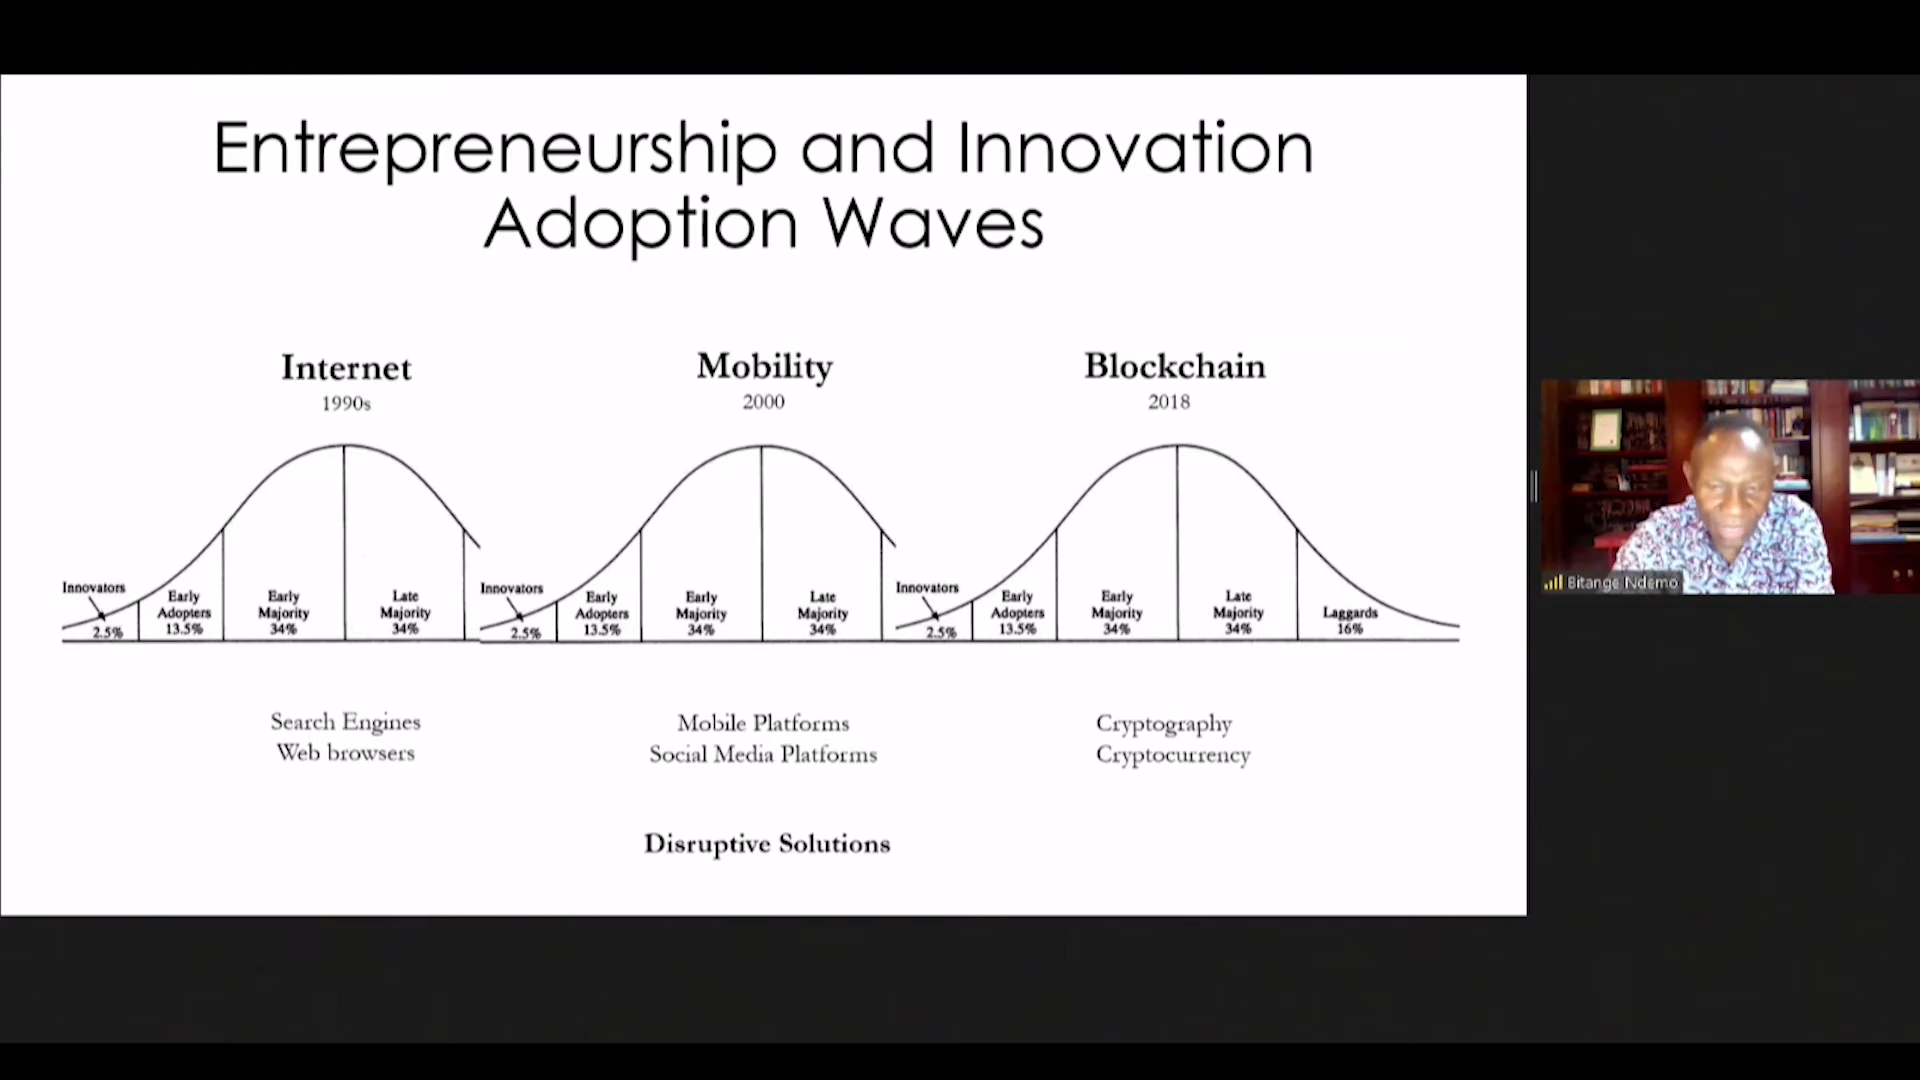 Entrepreneurship and Innovation
Adoption Waves
Internet
1990s
Innovators
2.5%
Early
Adopters
13.5%
Early
Majority
34%
Late
Majority
34%
Search Engines
Web browsers
Mobility
2000
Innovators
2.5%
Early
Adopters
13.5%
Early
Majority
34%
Late
Majority
34%
Mobile Platforms
Social Media Platforms
Blockchain
2018
Innovators
2.5%
Early
Adopters
13.5%
Early
Majority
34%
Late
Majority
34%
Laggards
16%
Cryptography
Cryptocurrency
Disruptive Solutions
Bitange Ndemo